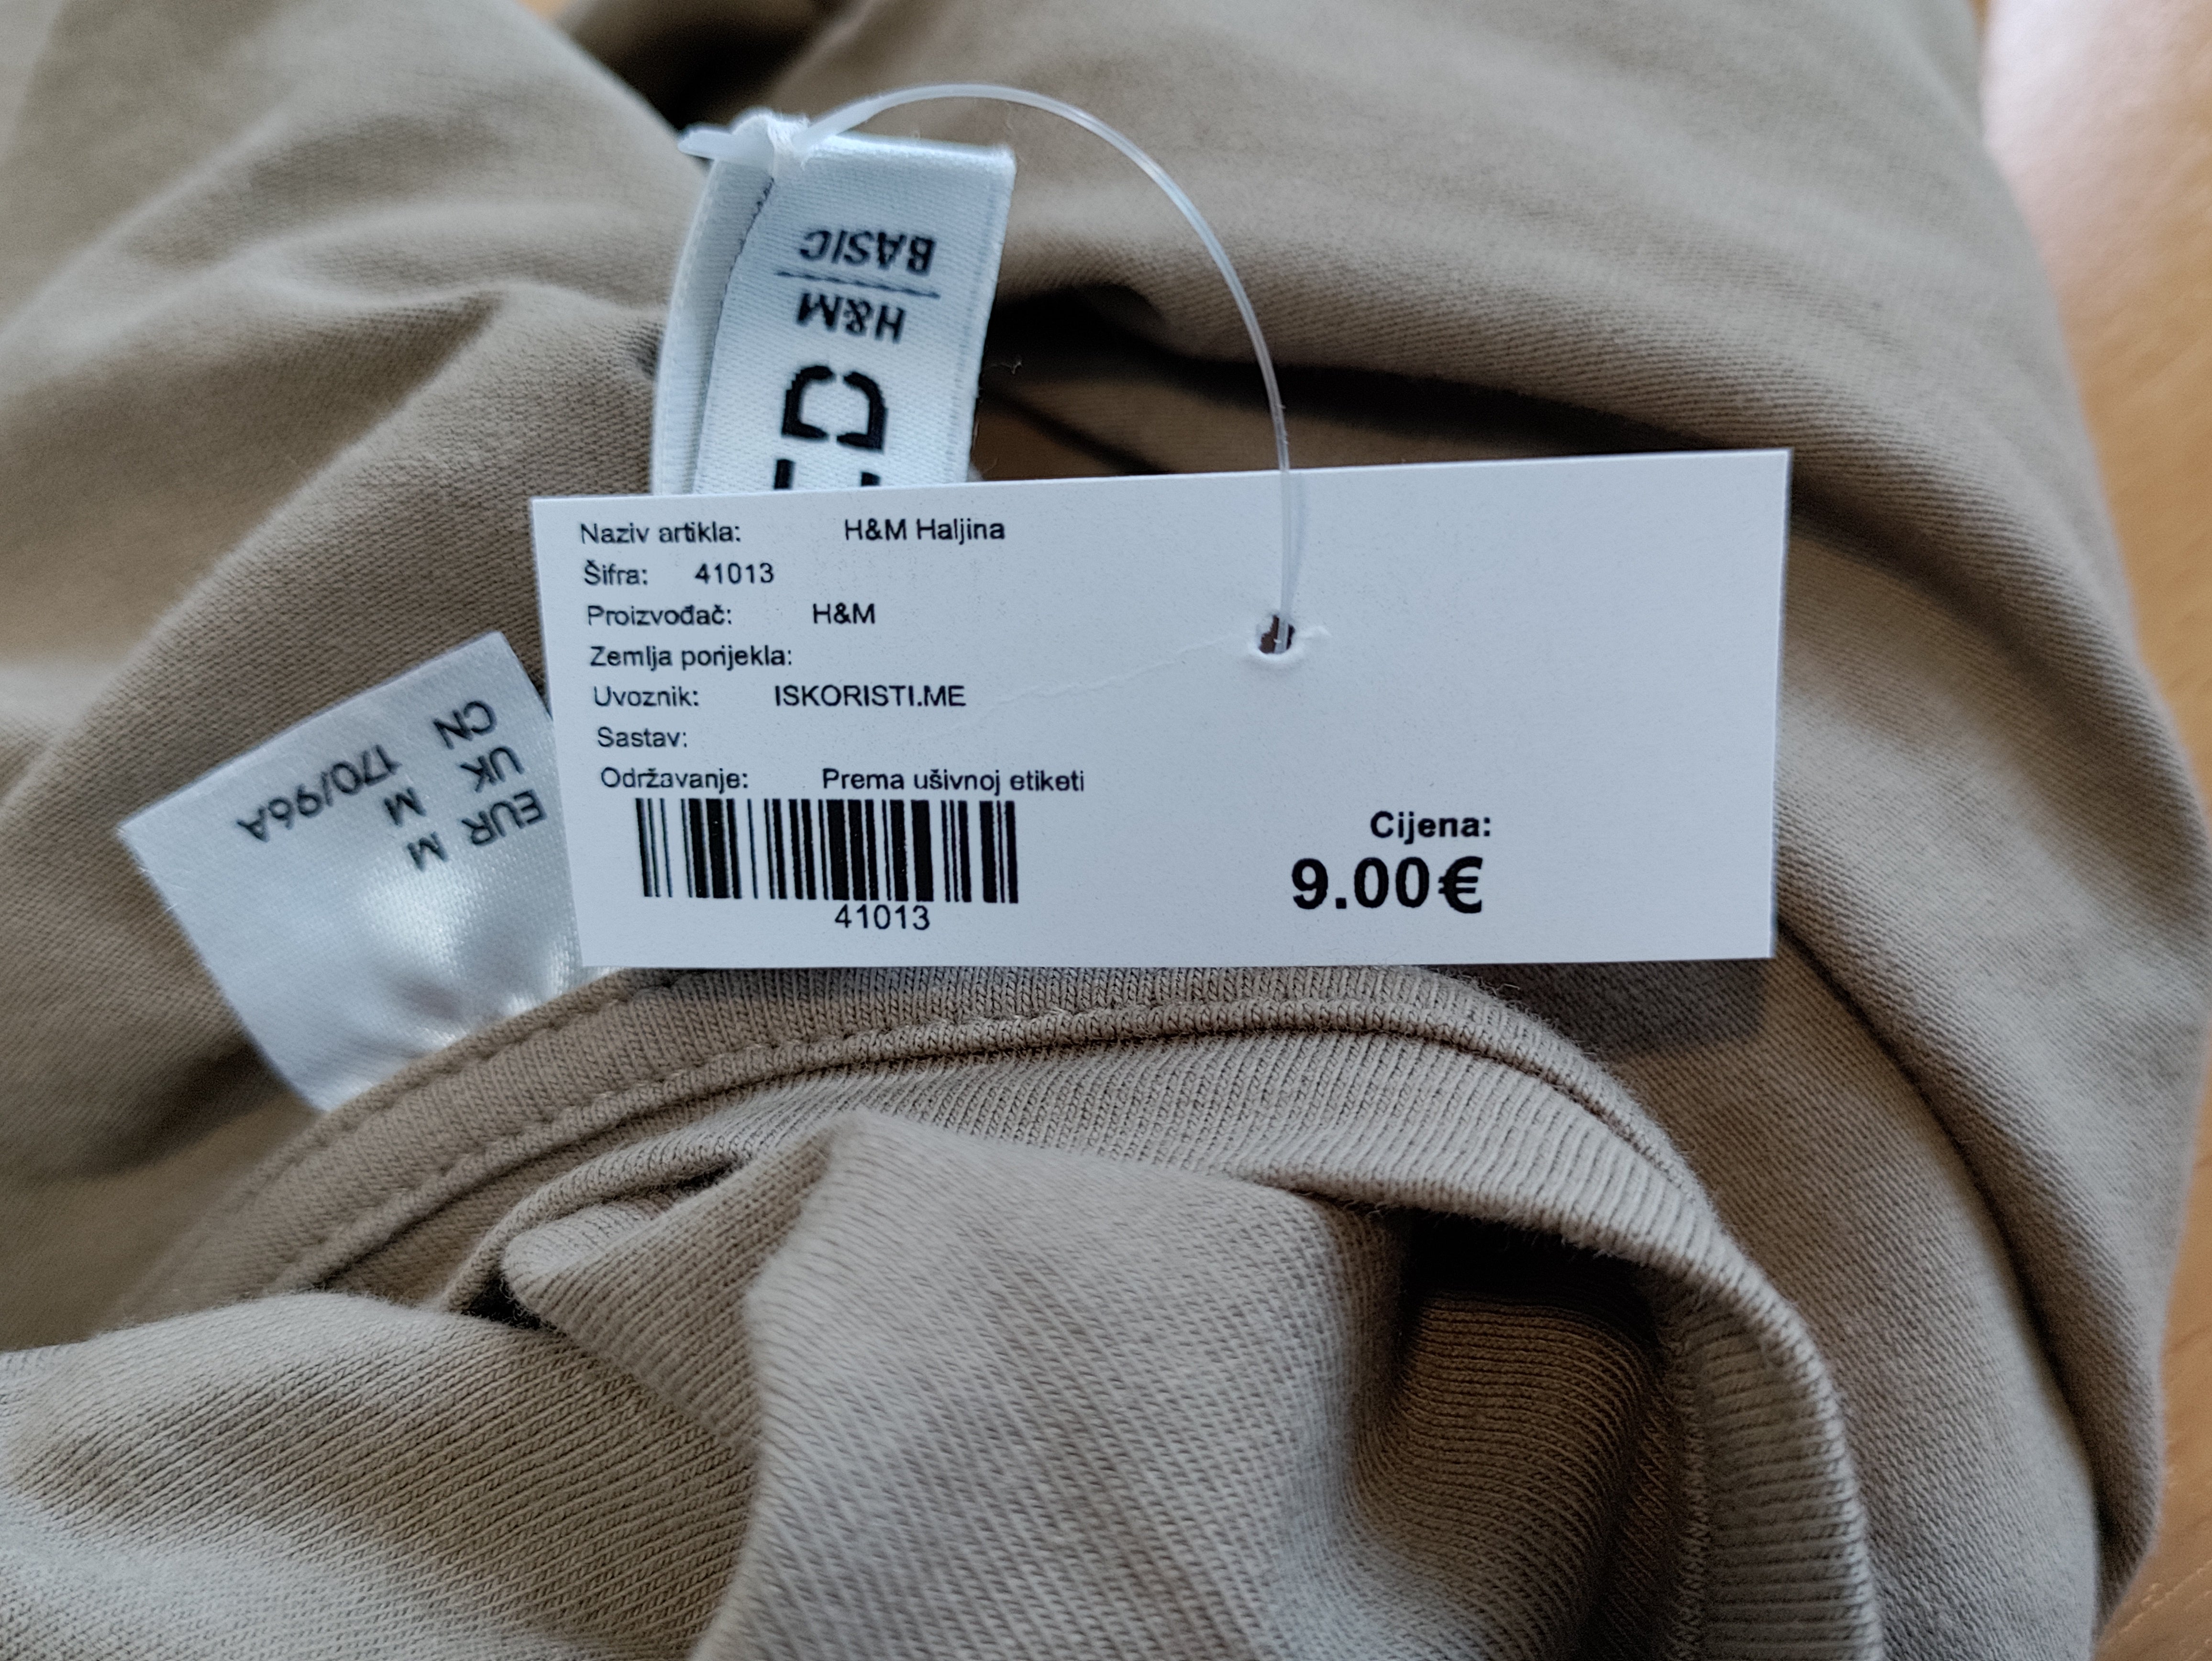 BASIC
H&M
Naziv artikla: H&M Haljina
Šifra: 41013
Proizvođač: H&M
Zemlja porijekla:
Uvoznik: ISKORISTI.ME
Sastav:
Održavanje: Prema ušivnoj etiketi
41013
Cijena:
9.00€
EUR M
UK M
CN 170/96A